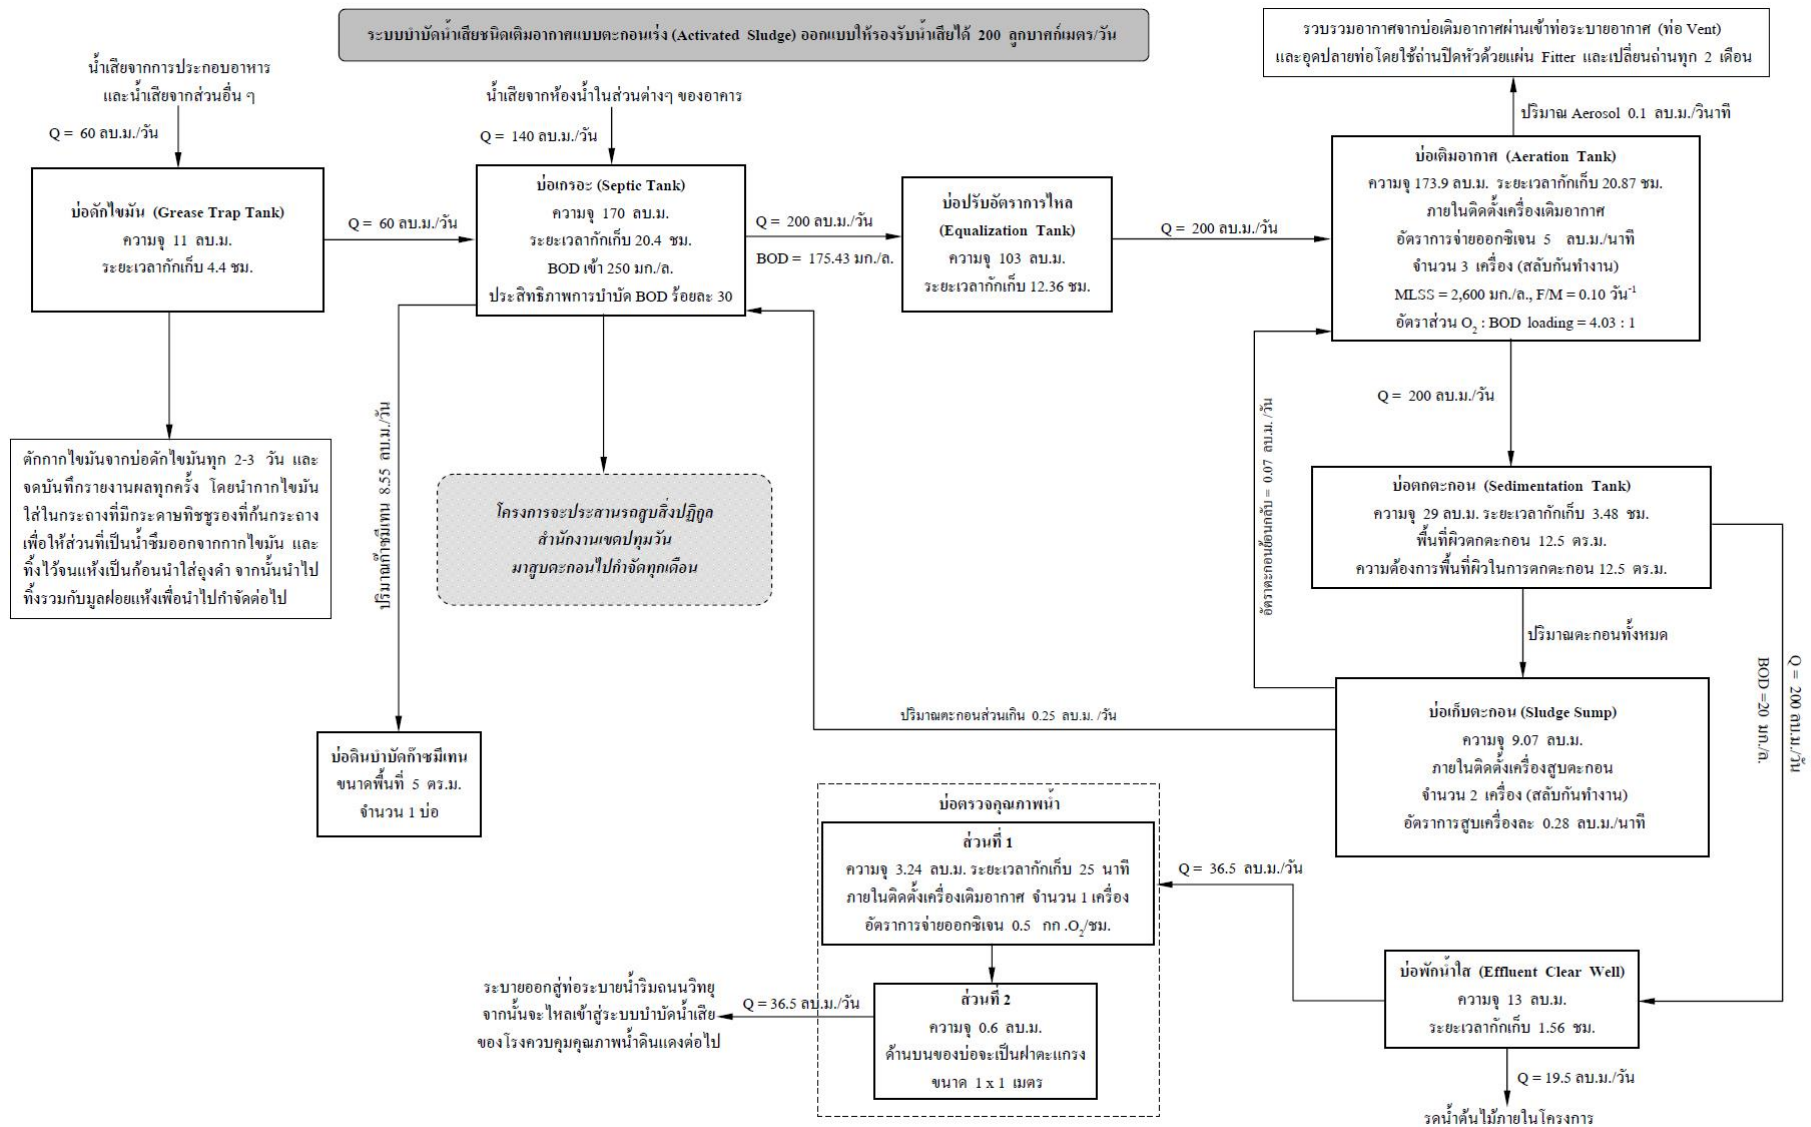 ระบบบำบัดน้ำเสียชนิดเติมอากาศแบบตะกอนเร่ง (Activated Sludge) ออกแบบให้รองรับน้ำเสียได้ 200 ลูกบาศก์เมตร/วัน
รวบรวมอากาศจากบ่อเติมอากาศผ่านเข้าท่อระบายอากาศ (ท่อ Vent)
และอุดปลายท่อโดยใช้ถ่านปิดหัวด้วยแผ่น Fitter และเปลี่ยนถ่านทุก 2 เดือน
น้ำเสียจากการประกอบอาหาร
และน้ำเสียจากส่วนอื่น ๆ
Q = 60 ลบ.ม./วัน
น้ำเสียจากห้องน้ำในส่วนต่างๆ ของอาคาร
Q = 140 ลบ.ม./วัน
ปริมาณ Aerosol 0.1 ลบ.ม./วินาที
บ่อดักไขมัน (Grease Trap Tank)
ความจุ 11 ลบ.ม.
ระยะเวลากักเก็บ 4.4 ชม.
Q = 60 ลบ.ม./วัน
บ่อเกรอะ (Septic Tank)
ความจุ 170 ลบ.ม.
ระยะเวลากักเก็บ 20.4 ชม.
BOD เข้า 250 มก./ล.
ประสิทธิภาพการบำบัด BOD ร้อยละ 30
Q = 200 ลบ.ม./วัน
BOD = 175.43 มก./ล.
บ่อปรับอัตราการไหล
(Equalization Tank)
ความจุ 103 ลบ.ม.
ระยะเวลากักเก็บ 12.36 ชม.
Q = 200 ลบ.ม./วัน
บ่อเติมอากาศ (Aeration Tank)
ความจุ 173.9 ลบ.ม. ระยะเวลากักเก็บ 20.87 ชม.
ภายในติดตั้งเครื่องเติมอากาศ
อัตราการจ่ายออกซิเจน 5 ลบ.ม./นาที
จำนวน 3 เครื่อง (สลับกันทำงาน)
MLSS = 2,600 มก./ล., F/M = 0.10 วัน⁻¹
อัตราส่วน O₂ : BOD loading = 4.03 : 1
Q = 200 ลบ.ม./วัน
อัตราตะกอนย้อนกลับ = 0.07 ลบ.ม. /วัน
ปริมาณก๊าซมีเทน 8.55 ลบ.ม./วัน
ตักกากไขมันจากบ่อดักไขมันทุก 2-3 วัน และ
จดบันทึกรายงานผลทุกครั้ง โดยนำกากไขมัน
ใส่ในกระถางที่มีกระดาษทิชชูรองที่ก้นกระถาง
เพื่อให้ส่วนที่เป็นน้ำซึมออกจากกากไขมัน และ
ทิ้งไว้จนแห้งเป็นก้อนนำใส่ถุงดำ จากนั้นนำไป
ทิ้งรวมกับมูลฝอยแห้งเพื่อนำไปกำจัดต่อไป
โครงการจะประสานรถสูบสิ่งปฏิกูล
สำนักงานเขตปทุมวัน
มาสูบตะกอนไปกำจัดทุกเดือน
บ่อตกตะกอน (Sedimentation Tank)
ความจุ 29 ลบ.ม. ระยะเวลากักเก็บ 3.48 ชม.
พื้นที่ผิวตกตะกอน 12.5 ตร.ม.
ความต้องการพื้นที่ผิวในการตกตะกอน 12.5 ตร.ม.
ปริมาณตะกอนทั้งหมด
Q = 200 ลบ.ม./วัน
BOD =20 มก./ล.
บ่อเก็บตะกอน (Sludge Sump)
ความจุ 9.07 ลบ.ม.
ภายในติดตั้งเครื่องสูบตะกอน
จำนวน 2 เครื่อง (สลับกันทำงาน)
อัตราการสูบเครื่องละ 0.28 ลบ.ม./นาที
ปริมาณตะกอนส่วนเกิน 0.25 ลบ.ม. /วัน
บ่อดินบำบัดก๊าซมีเทน
ขนาดพื้นที่ 5 ตร.ม.
จำนวน 1 บ่อ
บ่อตรวจคุณภาพน้ำ
ส่วนที่ 1
ความจุ 3.24 ลบ.ม. ระยะเวลากักเก็บ 25 นาที
ภายในติดตั้งเครื่องเติมอากาศ จำนวน 1 เครื่อง
อัตราการจ่ายออกซิเจน 0.5 กก .O₂/ชม.
Q = 36.5 ลบ.ม./วัน
บ่อพักน้ำใส (Effluent Clear Well)
ความจุ 13 ลบ.ม.
ระยะเวลากักเก็บ 1.56 ชม.
ส่วนที่ 2
ความจุ 0.6 ลบ.ม.
ด้านบนของบ่อจะเป็นฝาตะแกรง
ขนาด 1 x 1 เมตร
Q = 36.5 ลบ.ม./วัน
ระบายออกสู่ท่อระบายน้ำริมถนนวิทยุ
จากนั้นจะไหลเข้าสู่ระบบบำบัดน้ำเสีย
ของโรงควบคุมคุณภาพน้ำดินแดงต่อไป
Q = 19.5 ลบ.ม./วัน
รดน้ำต้นไม้ภายในโครงการ